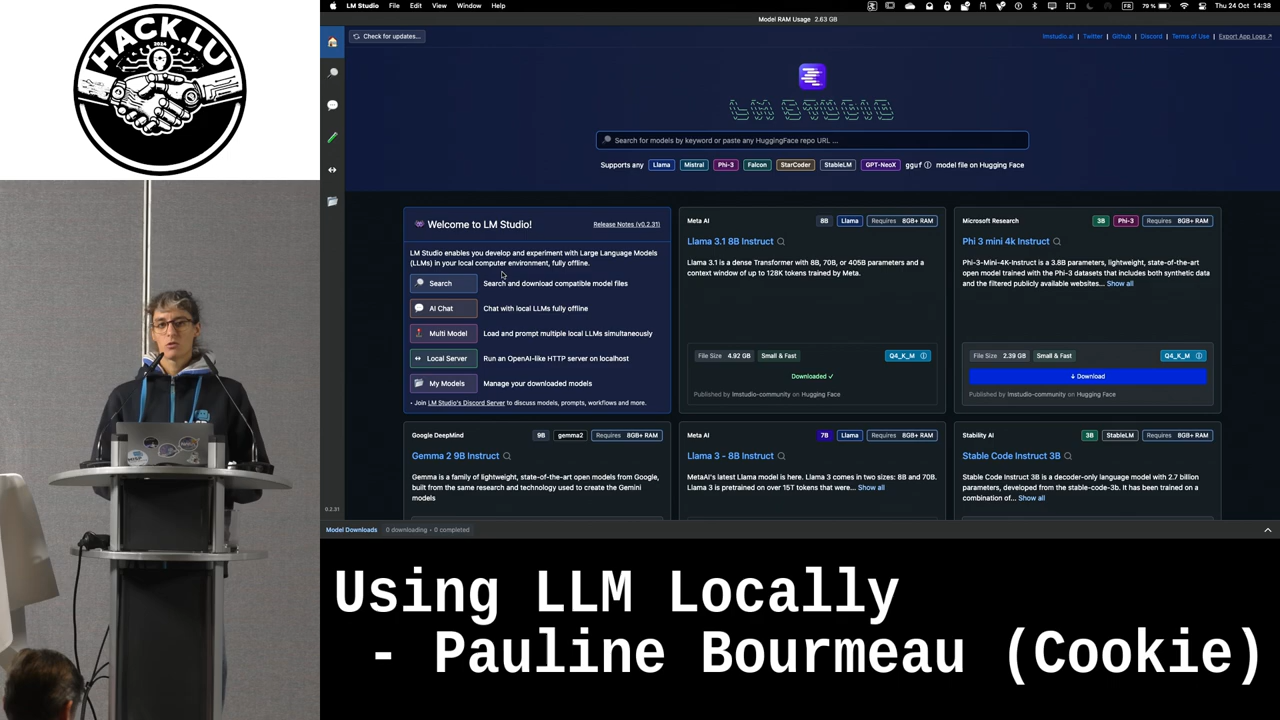 HACK.LU
2024
LM Studio File Edit View Window Help
FR 79 % Thu 24 Oct 14:38
Model RAM Usage 2.63 GB
Check for updates...
lmstudio.ai | Twitter | Github | Discord | Terms of Use | Export App Logs
LM STUDIO
Search for models by keyword or paste any HuggingFace repo URL ...
Supports any Llama Mistral Phi-3 Falcon StarCoder StableLM GPT-NeoX gguf model file on Hugging Face
Welcome to LM Studio! Release Notes (v0.2.31)
LM Studio enables you develop and experiment with Large Language Models
(LLMs) in your local computer environment, fully offline.
Search Search and download compatible model files
AI Chat Chat with local LLMs fully offline
Multi Model Load and prompt multiple local LLMs simultaneously
Local Server Run an OpenAI-like HTTP server on localhost
My Models Manage your downloaded models
• Join LM Studio's Discord Server to discuss models, prompts, workflows and more.
Meta AI 8B Llama Requires 8GB+ RAM
Llama 3.1 8B Instruct
Llama 3.1 is a dense Transformer with 8B, 70B, or 405B parameters and a
context window of up to 128K tokens trained by Meta.
File Size 4.92 GB Small & Fast Q4_K_M
Downloaded ✓
Published by lmstudio-community on Hugging Face
Microsoft Research 3B Phi-3 Requires 8GB+ RAM
Phi 3 mini 4k Instruct
Phi-3-Mini-4K-Instruct is a 3.8B parameters, lightweight, state-of-the-art
open model trained with the Phi-3 datasets that includes both synthetic data
and the filtered publicly available websites... Show all
File Size 2.39 GB Small & Fast Q4_K_M
Download
Published by lmstudio-community on Hugging Face
Google DeepMind 9B gemma2 Requires 8GB+ RAM
Gemma 2 9B Instruct
Gemma is a family of lightweight, state-of-the-art open models from Google,
built from the same research and technology used to create the Gemini
models
Meta AI 7B Llama Requires 8GB+ RAM
Llama 3 - 8B Instruct
MetaAI's latest Llama model is here. Llama 3 comes in two sizes: 8B and 70B.
Llama 3 is pretrained on over 15T tokens that were... Show all
Stability AI 3B StableLM Requires 8GB+ RAM
Stable Code Instruct 3B
Stable Code Instruct 3B is a decoder-only language model with 2.7 billion
parameters, developed from the stable-code-3b. It has been trained on a
combination of... Show all
0.2.31
Model Downloads 0 downloading • 0 completed
Using LLM Locally
- Pauline Bourmeau (Cookie)